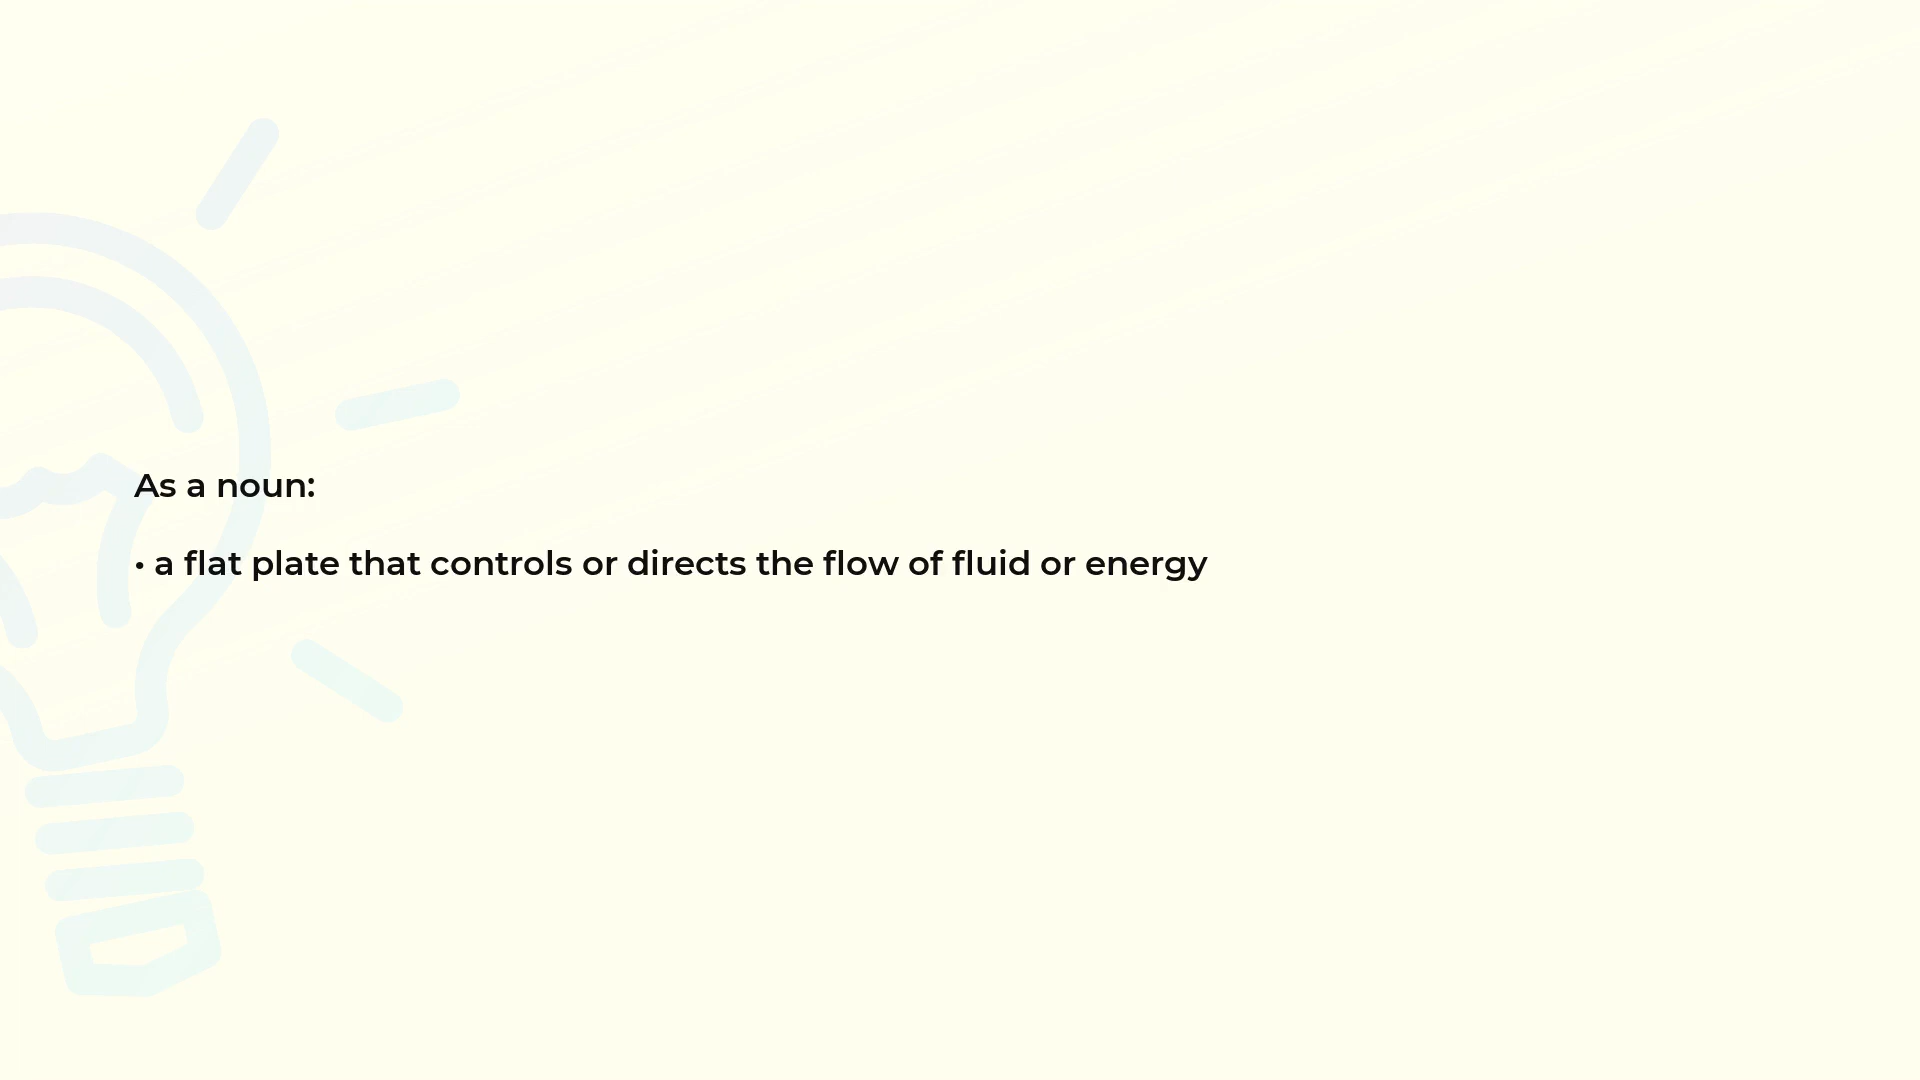 As a noun:
• a flat plate that controls or directs the flow of fluid or energy